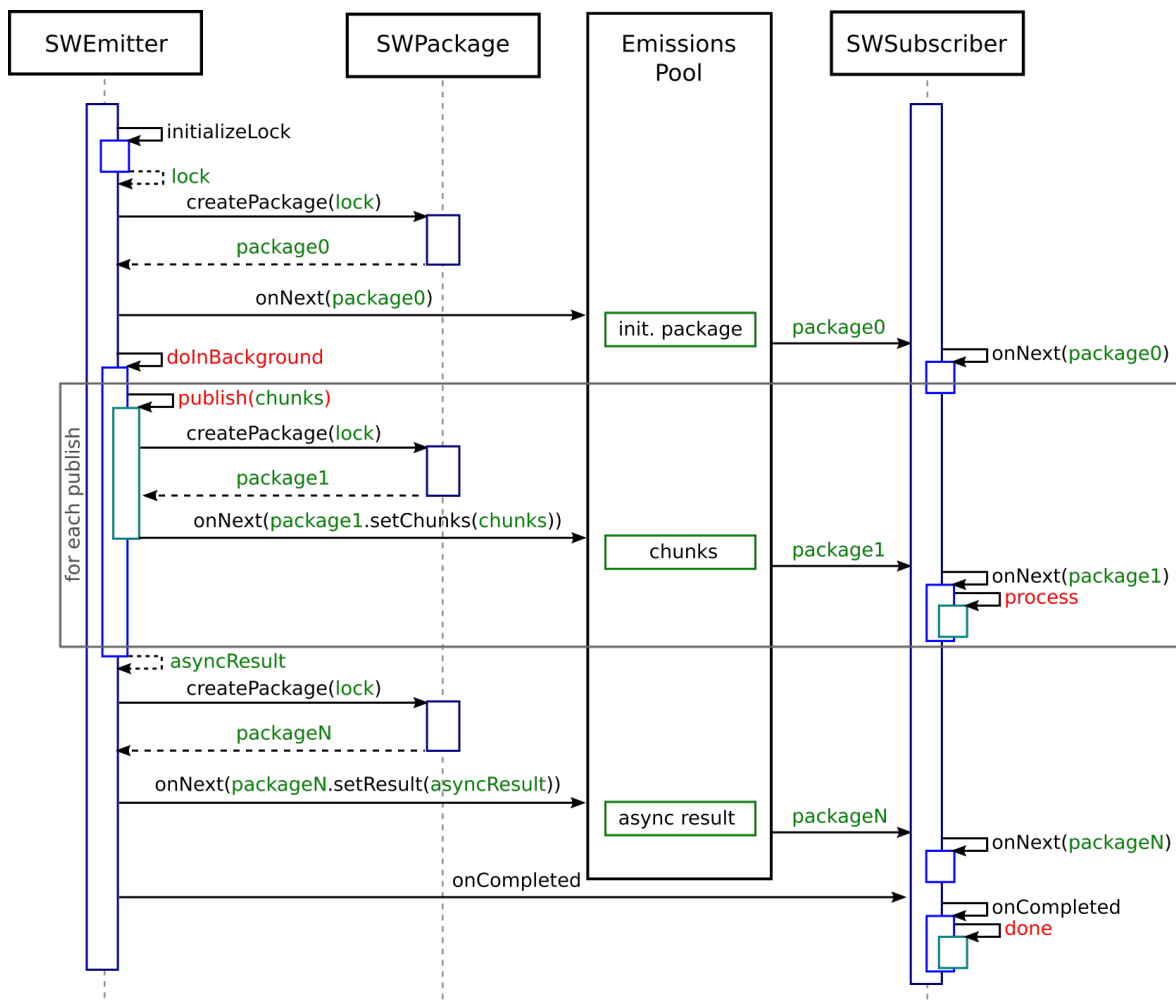 SWEmitter
SWPackage
Emissions
Pool
SWSubscriber
initializeLock
lock
createPackage(lock)
package0
onNext(package0)
init. package
package0
onNext(package0)
doInBackground
for each publish
publish(chunks)
createPackage(lock)
package1
onNext(package1.setChunks(chunks))
chunks
package1
onNext(package1)
process
asyncResult
createPackage(lock)
packageN
onNext(packageN.setResult(asyncResult))
async result
packageN
onNext(packageN)
onCompleted
onCompleted
done